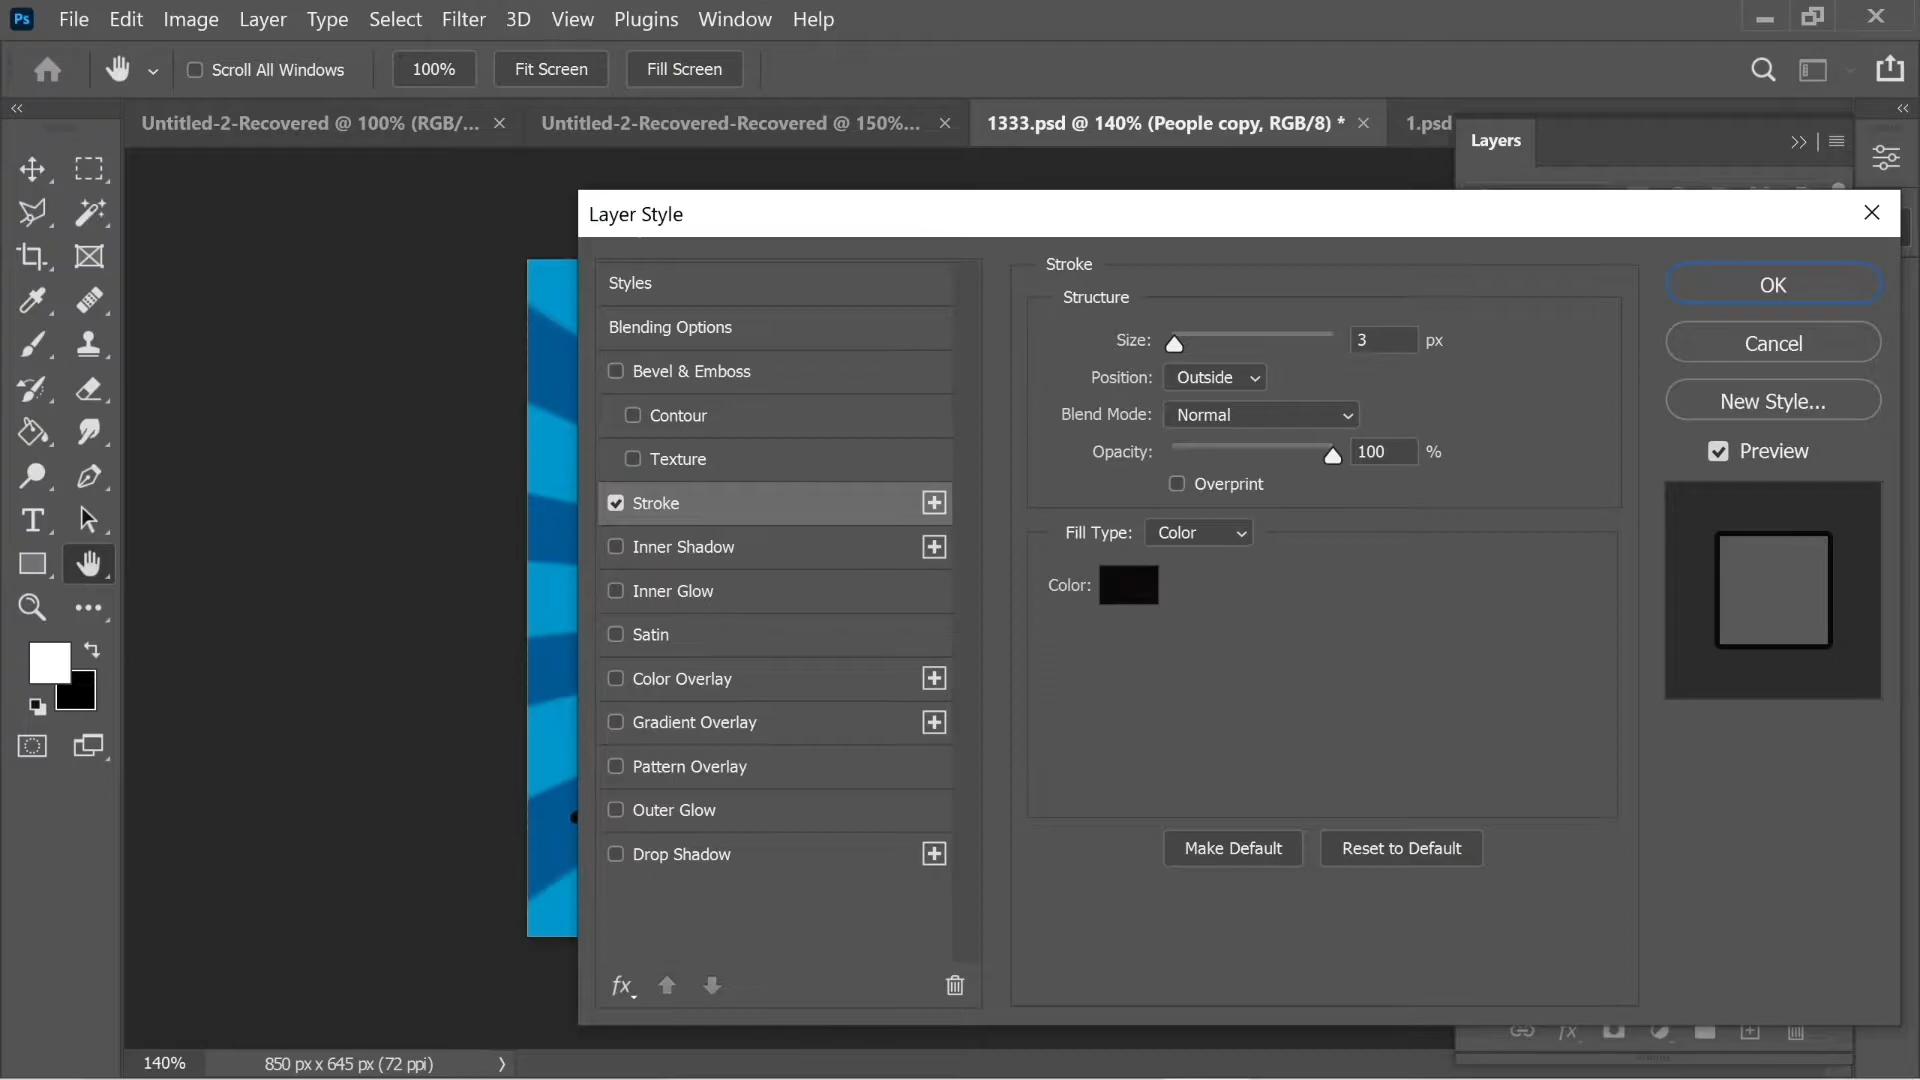 Ps File Edit Image Layer Type Select Filter 3D View Plugins Window Help
Scroll All Windows 100% Fit Screen Fill Screen
Untitled-2-Recovered @ 100% (RGB/... Untitled-2-Recovered-Recovered @ 150%... 1333.psd @ 140% (People copy, RGB/8) * 1.psd
Layers
Layer Style
Styles
Blending Options
Bevel & Emboss
Contour
Texture
Stroke
Inner Shadow
Inner Glow
Satin
Color Overlay
Gradient Overlay
Pattern Overlay
Outer Glow
Drop Shadow
fx
Stroke
Structure
Size: 3 px
Position: Outside
Blend Mode: Normal
Opacity: 100 %
Overprint
Fill Type: Color
Color:
Make Default Reset to Default
OK
Cancel
New Style...
Preview
T
fx
140% 850 px x 645 px (72 ppi)